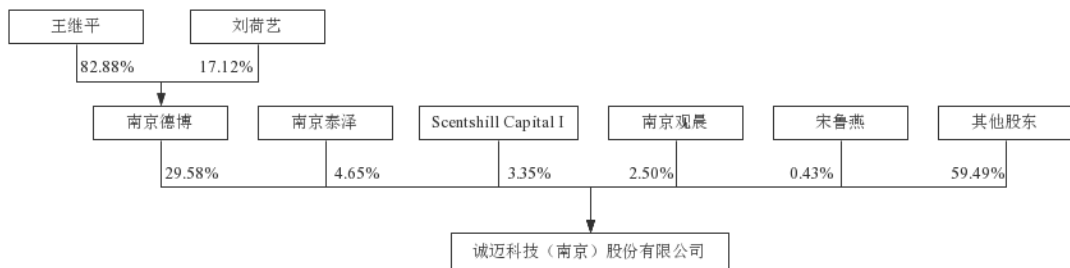 王继平
刘荷艺
82.88%
17.12%
南京德博
南京泰泽
Scentshill Capital I
南京观晨
宋鲁燕
其他股东
29.58%
4.65%
3.35%
2.50%
0.43%
59.49%
诚迈科技（南京）股份有限公司